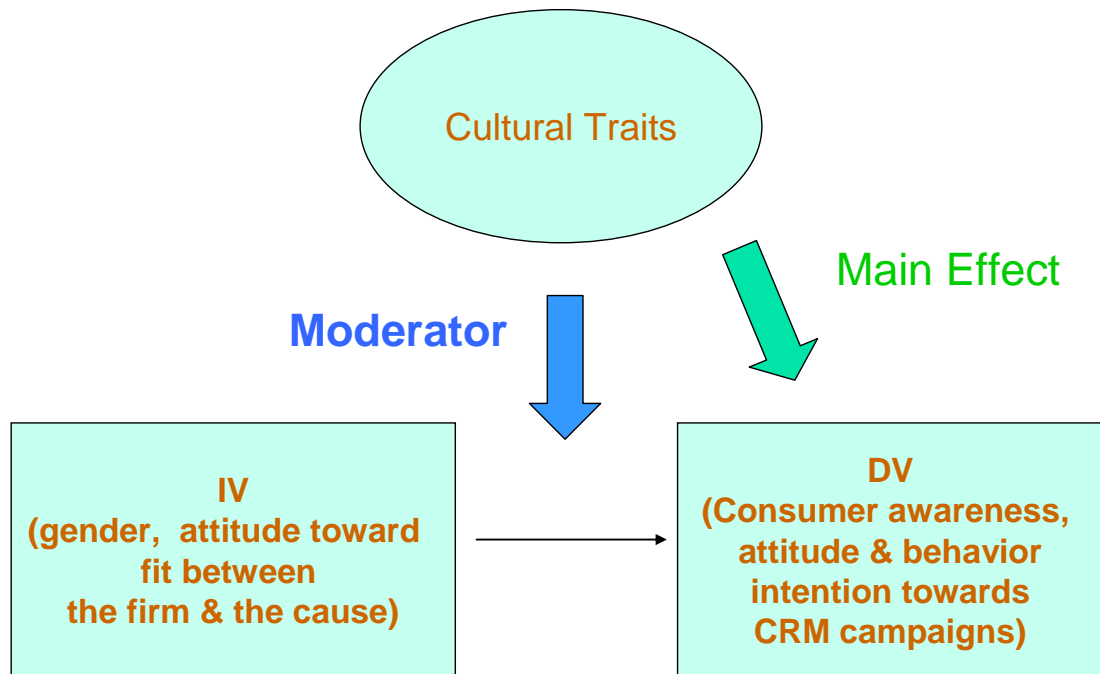 Cultural Traits
Main Effect
Moderator
IV
(gender, attitude toward
fit between
the firm & the cause)
DV
(Consumer awareness,
attitude & behavior
intention towards
CRM campaigns)